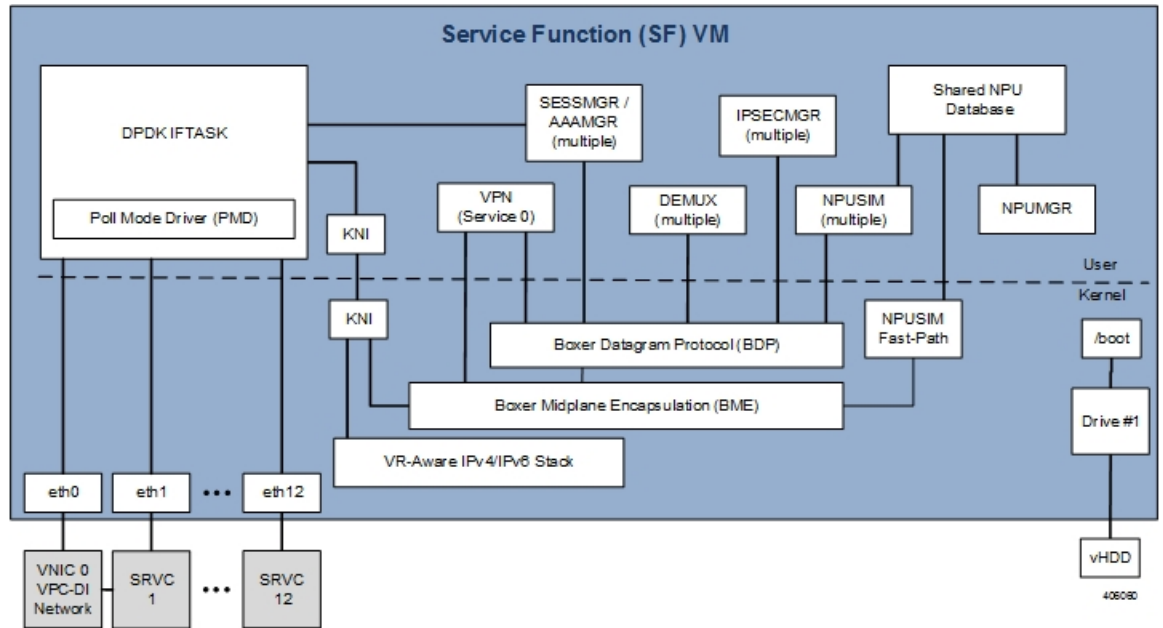 Service Function (SF) VM
DPDK IFTASK
Poll Mode Driver (PMD)
SESSMGR /
AAAMGR
(multiple)
IPSECMGR
(multiple)
Shared NPU
Database
VPN
(Service 0)
DEMUX
(multiple)
NPUSIM
(multiple)
NPUMGR
KNI
User
Kernel
KNI
Boxer Datagram Protocol (BDP)
NPUSIM
Fast-Path
/boot
Boxer Midplane Encapsulation (BME)
Drive #1
VR-Aware IPv4/IPv6 Stack
eth0
eth1
•••
eth12
VNIC 0
VPC-DI
Network
SRVC
1
•••
SRVC
12
vHDD
406060